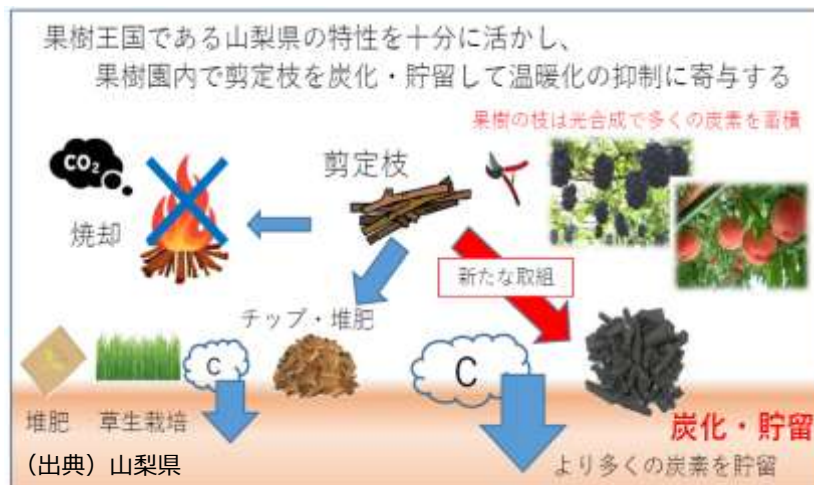 果樹王国である山梨県の特性を十分に活かし、
果樹園内で剪定枝を炭化・貯留して温暖化の抑制に寄与する
果樹の枝は光合成で多くの炭素を蓄積
CO₂
剪定枝
焼却
新たな取組
チップ・堆肥
C
C
堆肥
草生栽培
炭化・貯留
（出典）山梨県
より多くの炭素を貯留